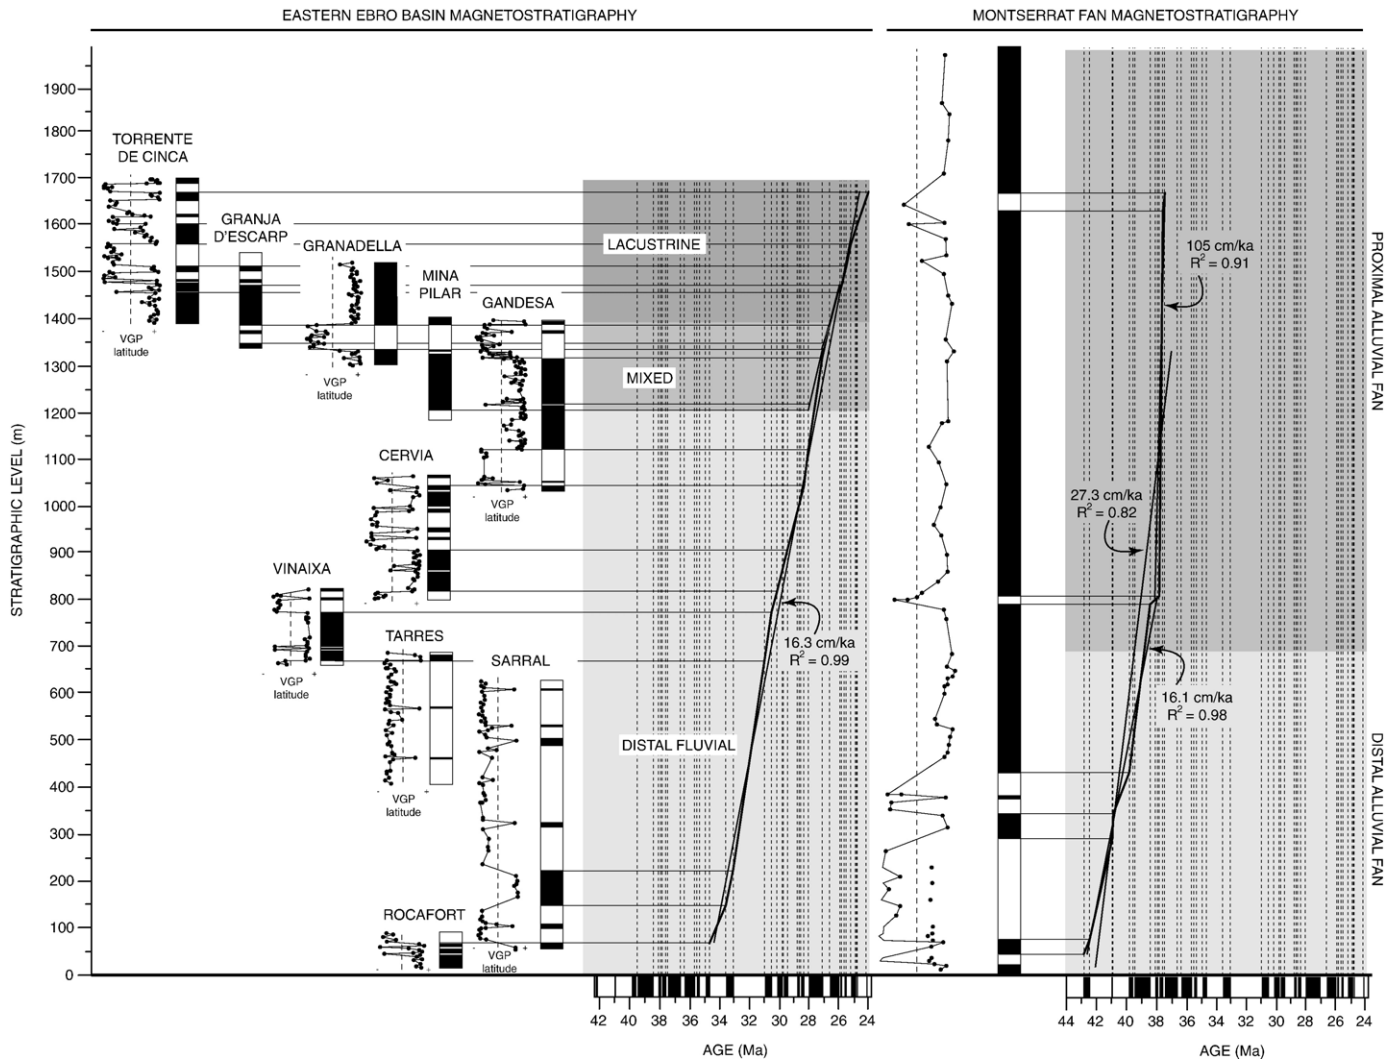 EASTERN EBRO BASIN MAGNETOSTRATIGRAPHY
MONTSERRAT FAN MAGNETOSTRATIGRAPHY
STRATIGRAPHIC LEVEL (m)
1900
1800
1700
1600
1500
1400
1300
1200
1100
1000
900
800
700
600
500
400
300
200
100
0
TORRENTE
DE CINCA
- +
VGP
latitude
GRANJA
D'ESCARP
GRANADELLA
- +
VGP
latitude
MINA
PILAR
GANDESA
- +
VGP
latitude
CERVIA
- +
VINAIXA
- +
VGP
latitude
TARRES
- +
VGP
latitude
SARRAL
- +
VGP
latitude
ROCAFORT
- +
LACUSTRINE
MIXED
DISTAL FLUVIAL
16.3 cm/ka
R² = 0.99
42 40 38 36 34 32 30 28 26 24
AGE (Ma)
105 cm/ka
R² = 0.91
27.3 cm/ka
R² = 0.82
16.1 cm/ka
R² = 0.98
PROXIMAL ALLUVIAL FAN
DISTAL ALLUVIAL FAN
44 42 40 38 36 34 32 30 28 26 24
AGE (Ma)